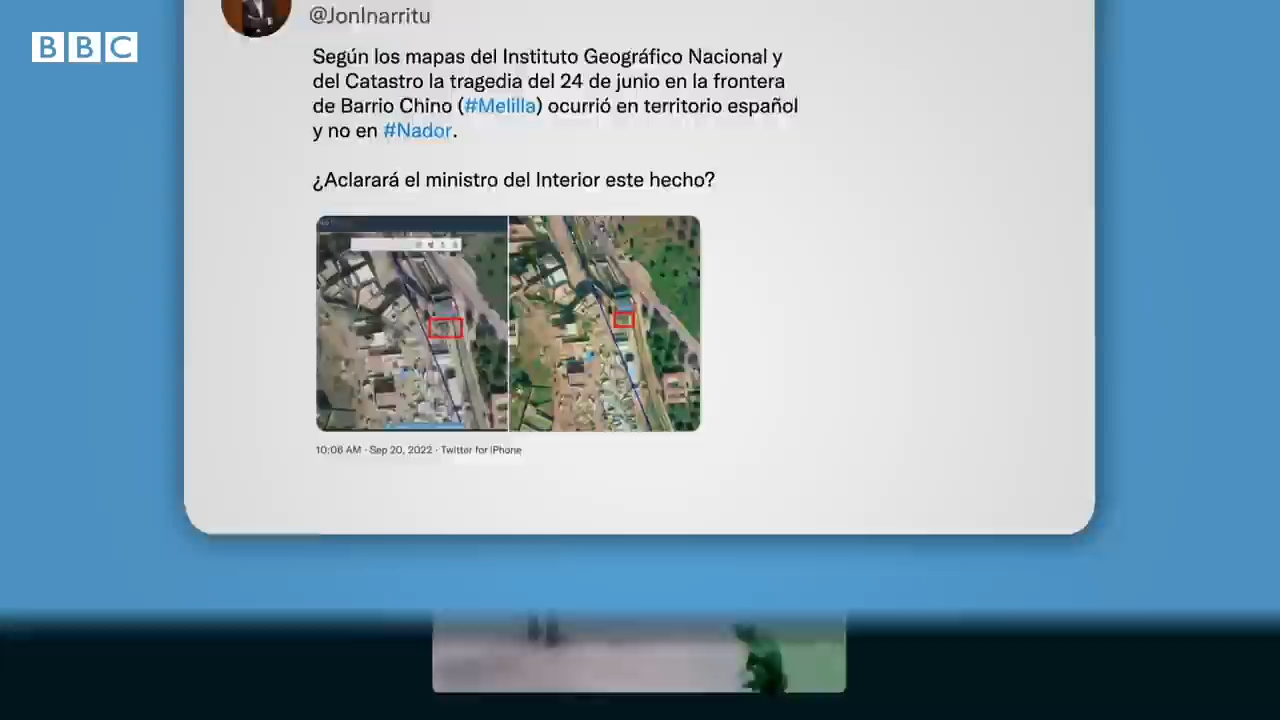 BBC
@JonInarritu
Según los mapas del Instituto Geográfico Nacional y
del Catastro la tragedia del 24 de junio en la frontera
de Barrio Chino (#Melilla) ocurrió en territorio español
y no en #Nador.
¿Aclarará el ministro del Interior este hecho?
10:06 AM · Sep 20, 2022 · Twitter for iPhone